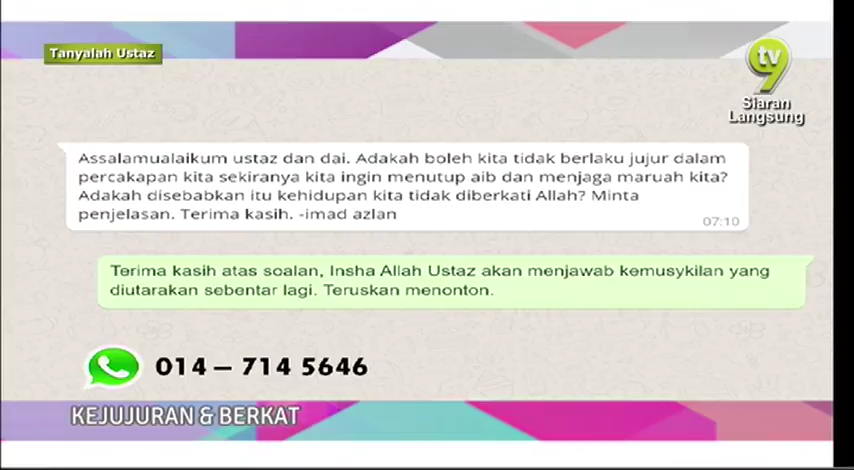 Tanyalah Ustaz
tv
9
Siaran
Langsung
Assalamualaikum ustaz dan dai. Adakah boleh kita tidak berlaku jujur dalam
percakapan kita sekiranya kita ingin menutup aib dan menjaga maruah kita?
Adakah disebabkan itu kehidupan kita tidak diberkati Allah? Minta
penjelasan. Terima kasih. -imad azlan
07:10
Terima kasih atas soalan, Insha Allah Ustaz akan menjawab kemusykilan yang
diutarakan sebentar lagi. Teruskan menonton.
014 – 714 5646
KEJUJURAN & BERKAT